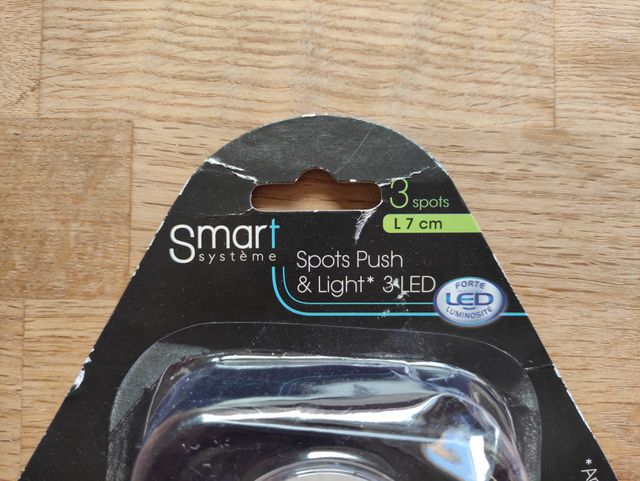 3 spots
L 7 cm
Smart
système
Spots Push
& Light* 3 LED
FORTE
LED
LUMINOSITÉ